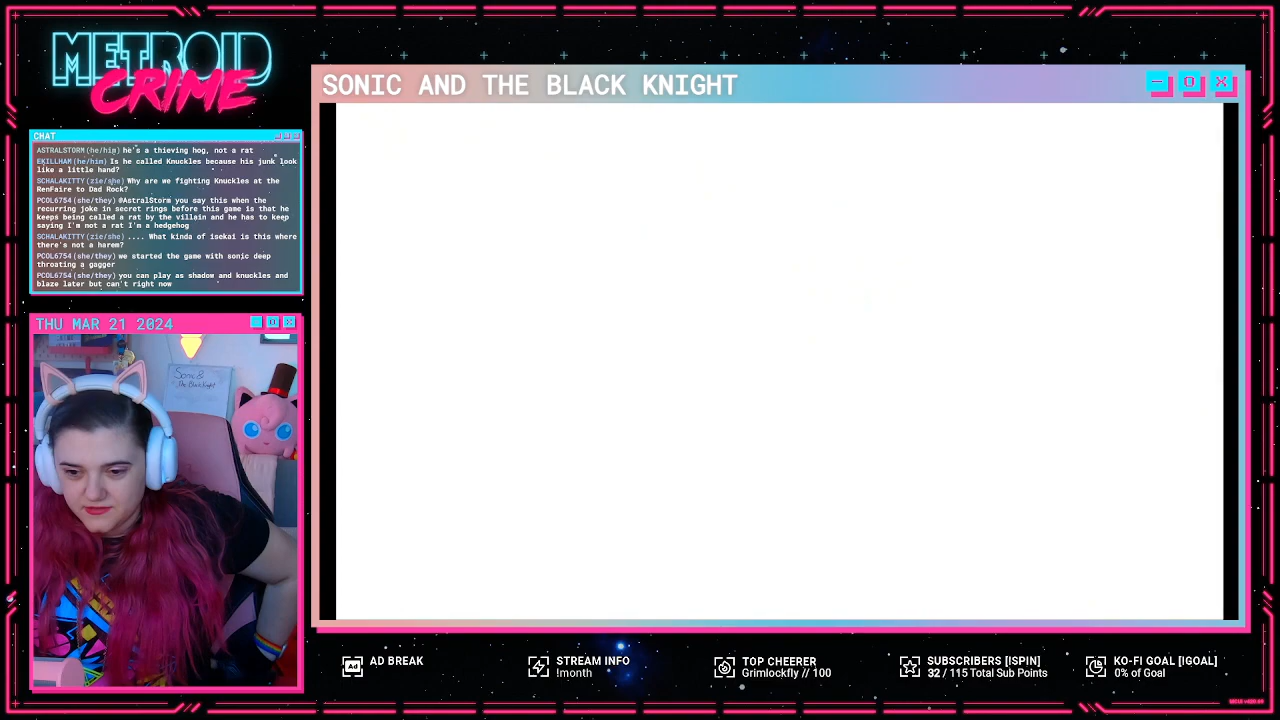 METROID
CRIME
SONIC AND THE BLACK KNIGHT
CHAT
ASTRALSTORM(he/him) he's a thieving hog, not a rat
EKILLHAM(he/him) Is he called Knuckles because his junk look
like a little hand?
SCHALAKITTY(zie/she) Why are we fighting Knuckles at the
RenFaire to Dad Rock?
PCOL6754(she/they) @AstralStorm you say this when the
recurring joke in secret rings before this game is that he
keeps being called a rat by the villain and he has to keep
saying I'm not a rat I'm a hedgehog
SCHALAKITTY(zie/she) .... What kinda of isekai is this where
there's not a harem?
PCOL6754(she/they) we started the game with sonic deep
throating a gagger
PCOL6754(she/they) you can play as shadow and knuckles and
blaze later but can't right now
THU MAR 21 2024
Sonic &
The Black Knight
Ad
AD BREAK
STREAM INFO
!month
TOP CHEERER
Grimlockfly // 100
SUBSCRIBERS [!SPIN]
32 / 115 Total Sub Points
KO-FI GOAL [!GOAL]
0% of Goal